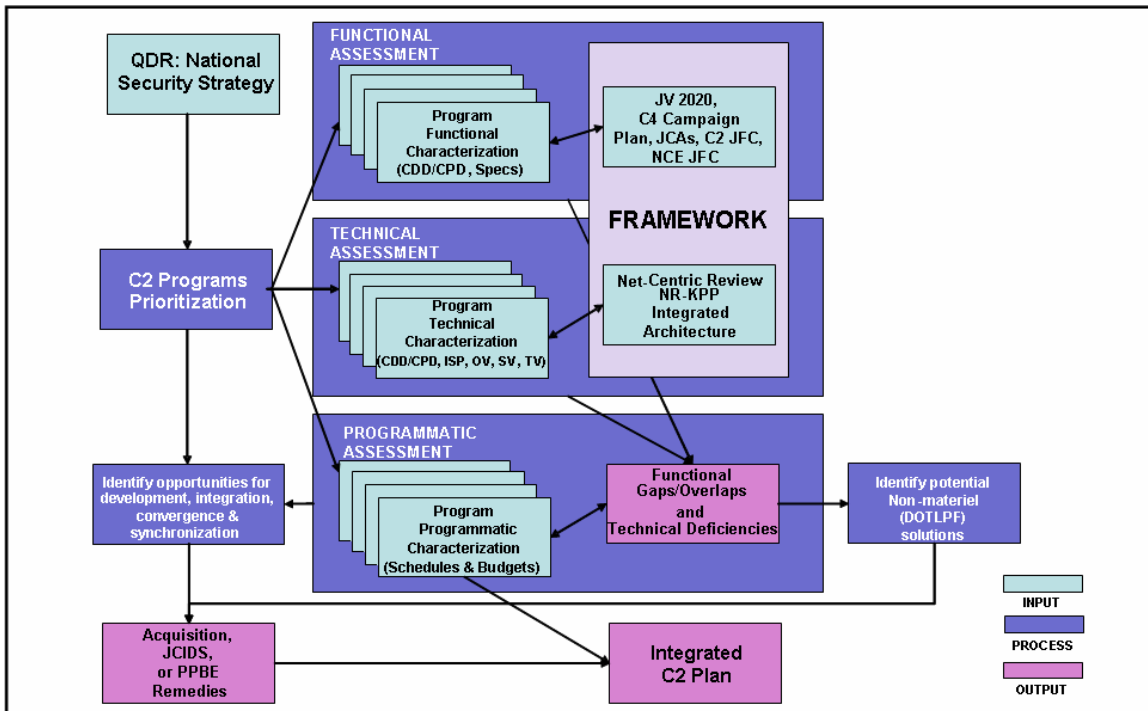 QDR: National
Security Strategy
C2 Programs
Prioritization
Identify opportunities for
development, integration,
convergence &
synchronization
Acquisition,
JCIDS,
or PPBE
Remedies
FUNCTIONAL
ASSESSMENT
Program
Functional
Characterization
(CDD/CPD, Specs)
JV 2020,
C4 Campaign
Plan, JCAs, C2 JFC,
NCE JFC
FRAMEWORK
TECHNICAL
ASSESSMENT
Program
Technical
Characterization
(CDD/CPD, ISP, OV, SV, TV)
Net-Centric Review
NR-KPP
Integrated
Architecture
PROGRAMMATIC
ASSESSMENT
Program
Programmatic
Characterization
(Schedules & Budgets)
Functional
Gaps/Overlaps
and
Technical Deficiencies
Identify potential
Non-materiel
(DOTLPF)
solutions
Integrated
C2 Plan
INPUT
PROCESS
OUTPUT